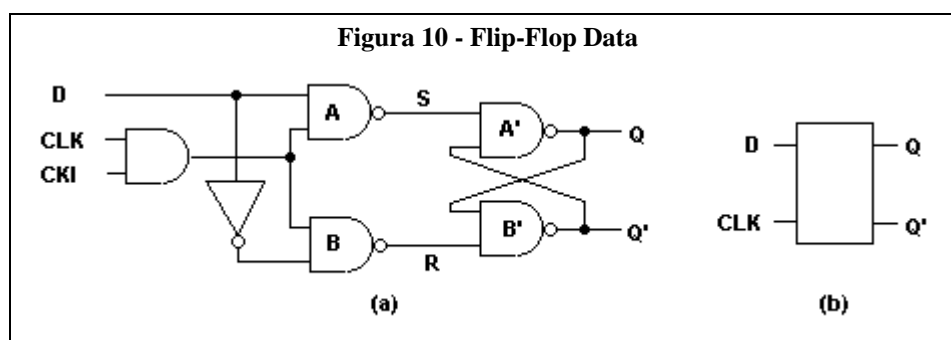 Figura 10 - Flip-Flop Data
D
CLK
CKI
A
S
A'
Q
B
R
B'
Q'
(a)
D
CLK
Q
Q'
(b)